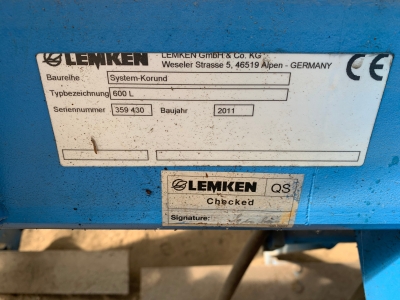 LEMKEN
LEMKEN GmbH & Co. KG
Weseler Strasse 5, 46519 Alpen - GERMANY
CE
Baureihe System-Korund
Typbezeichnung 600 L
Seriennummer 359 430 Baujahr 2011
LEMKEN QS
Checked
Signature: